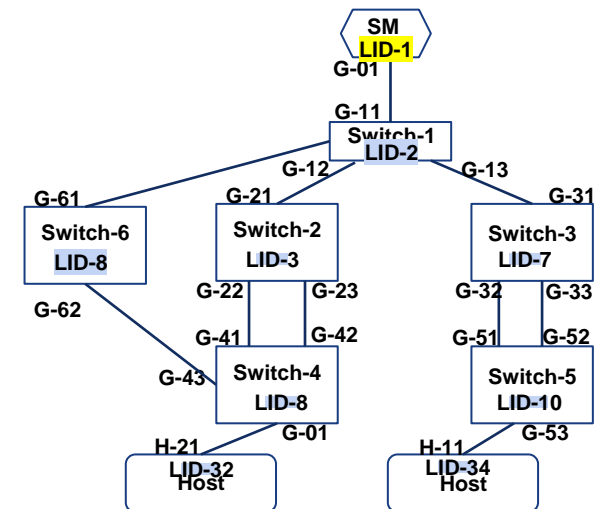 SM
LID-1
G-01
G-11
Switch-1
LID-2
G-12
G-13
G-61
G-21
G-31
Switch-6
LID-8
Switch-2
LID-3
Switch-3
LID-7
G-62
G-22
G-23
G-32
G-33
G-41
G-42
G-51
G-52
G-43
Switch-4
LID-8
Switch-5
LID-10
G-01
G-53
H-21
LID-32
Host
H-11
LID-34
Host